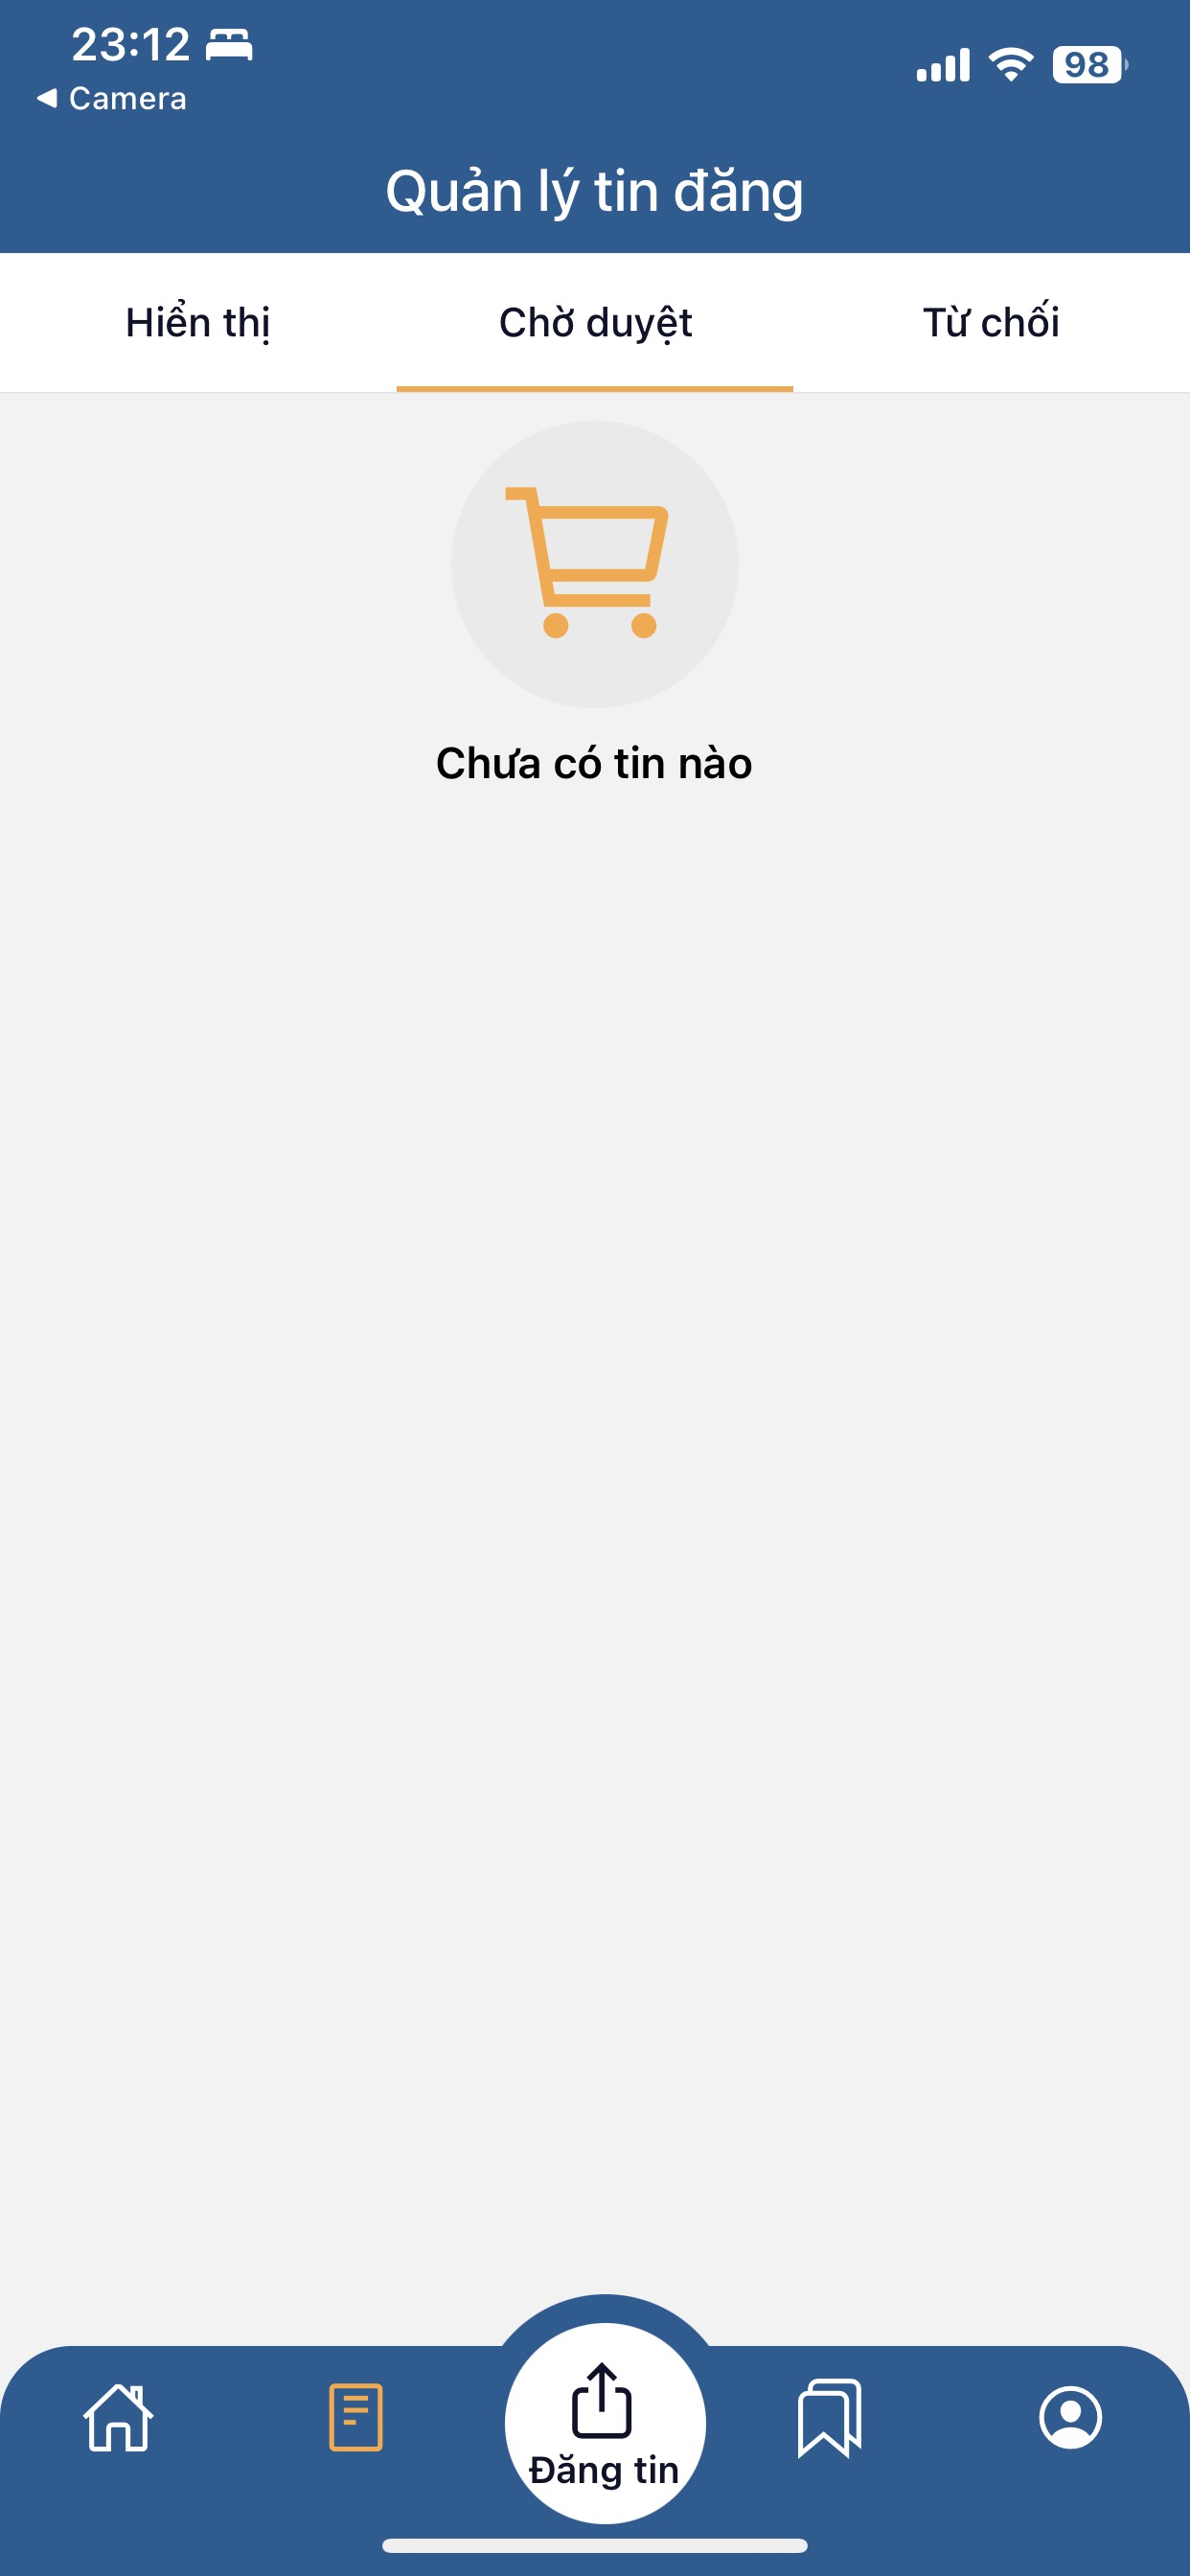 23:12
Camera
98
Quản lý tin đăng
Hiển thị
Chờ duyệt
Từ chối
Chưa có tin nào
Đăng tin